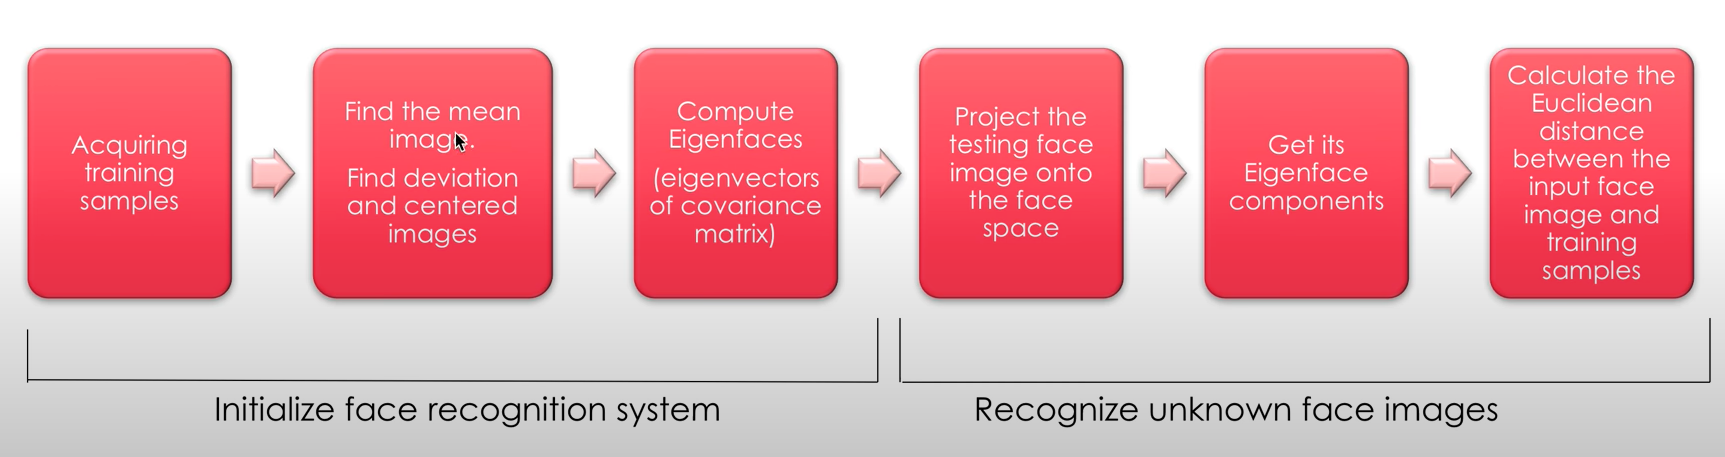 Acquiring
training
samples
Find the mean
image.
Find deviation
and centered
images
Compute
Eigenfaces
(eigenvectors
of covariance
matrix)
Project the
testing face
image onto
the face
space
Get its
Eigenface
components
Calculate the
Euclidean
distance
between the
input face
image and
training
samples
Initialize face recognition system
Recognize unknown face images